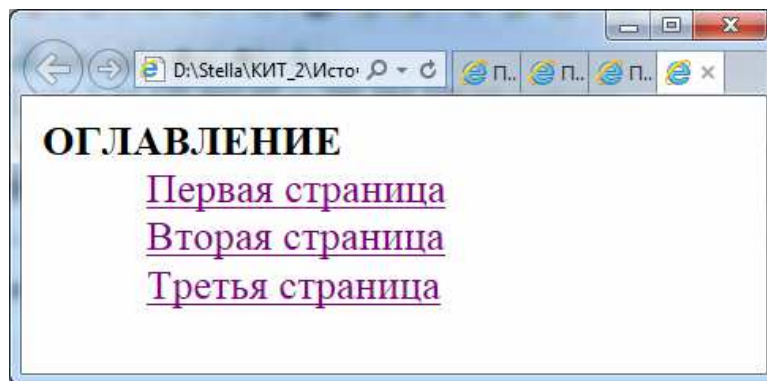 D:\Stella\КИТ_2\Исто
П.. П.. П..
ОГЛАВЛЕНИЕ
Первая страница
Вторая страница
Третья страница